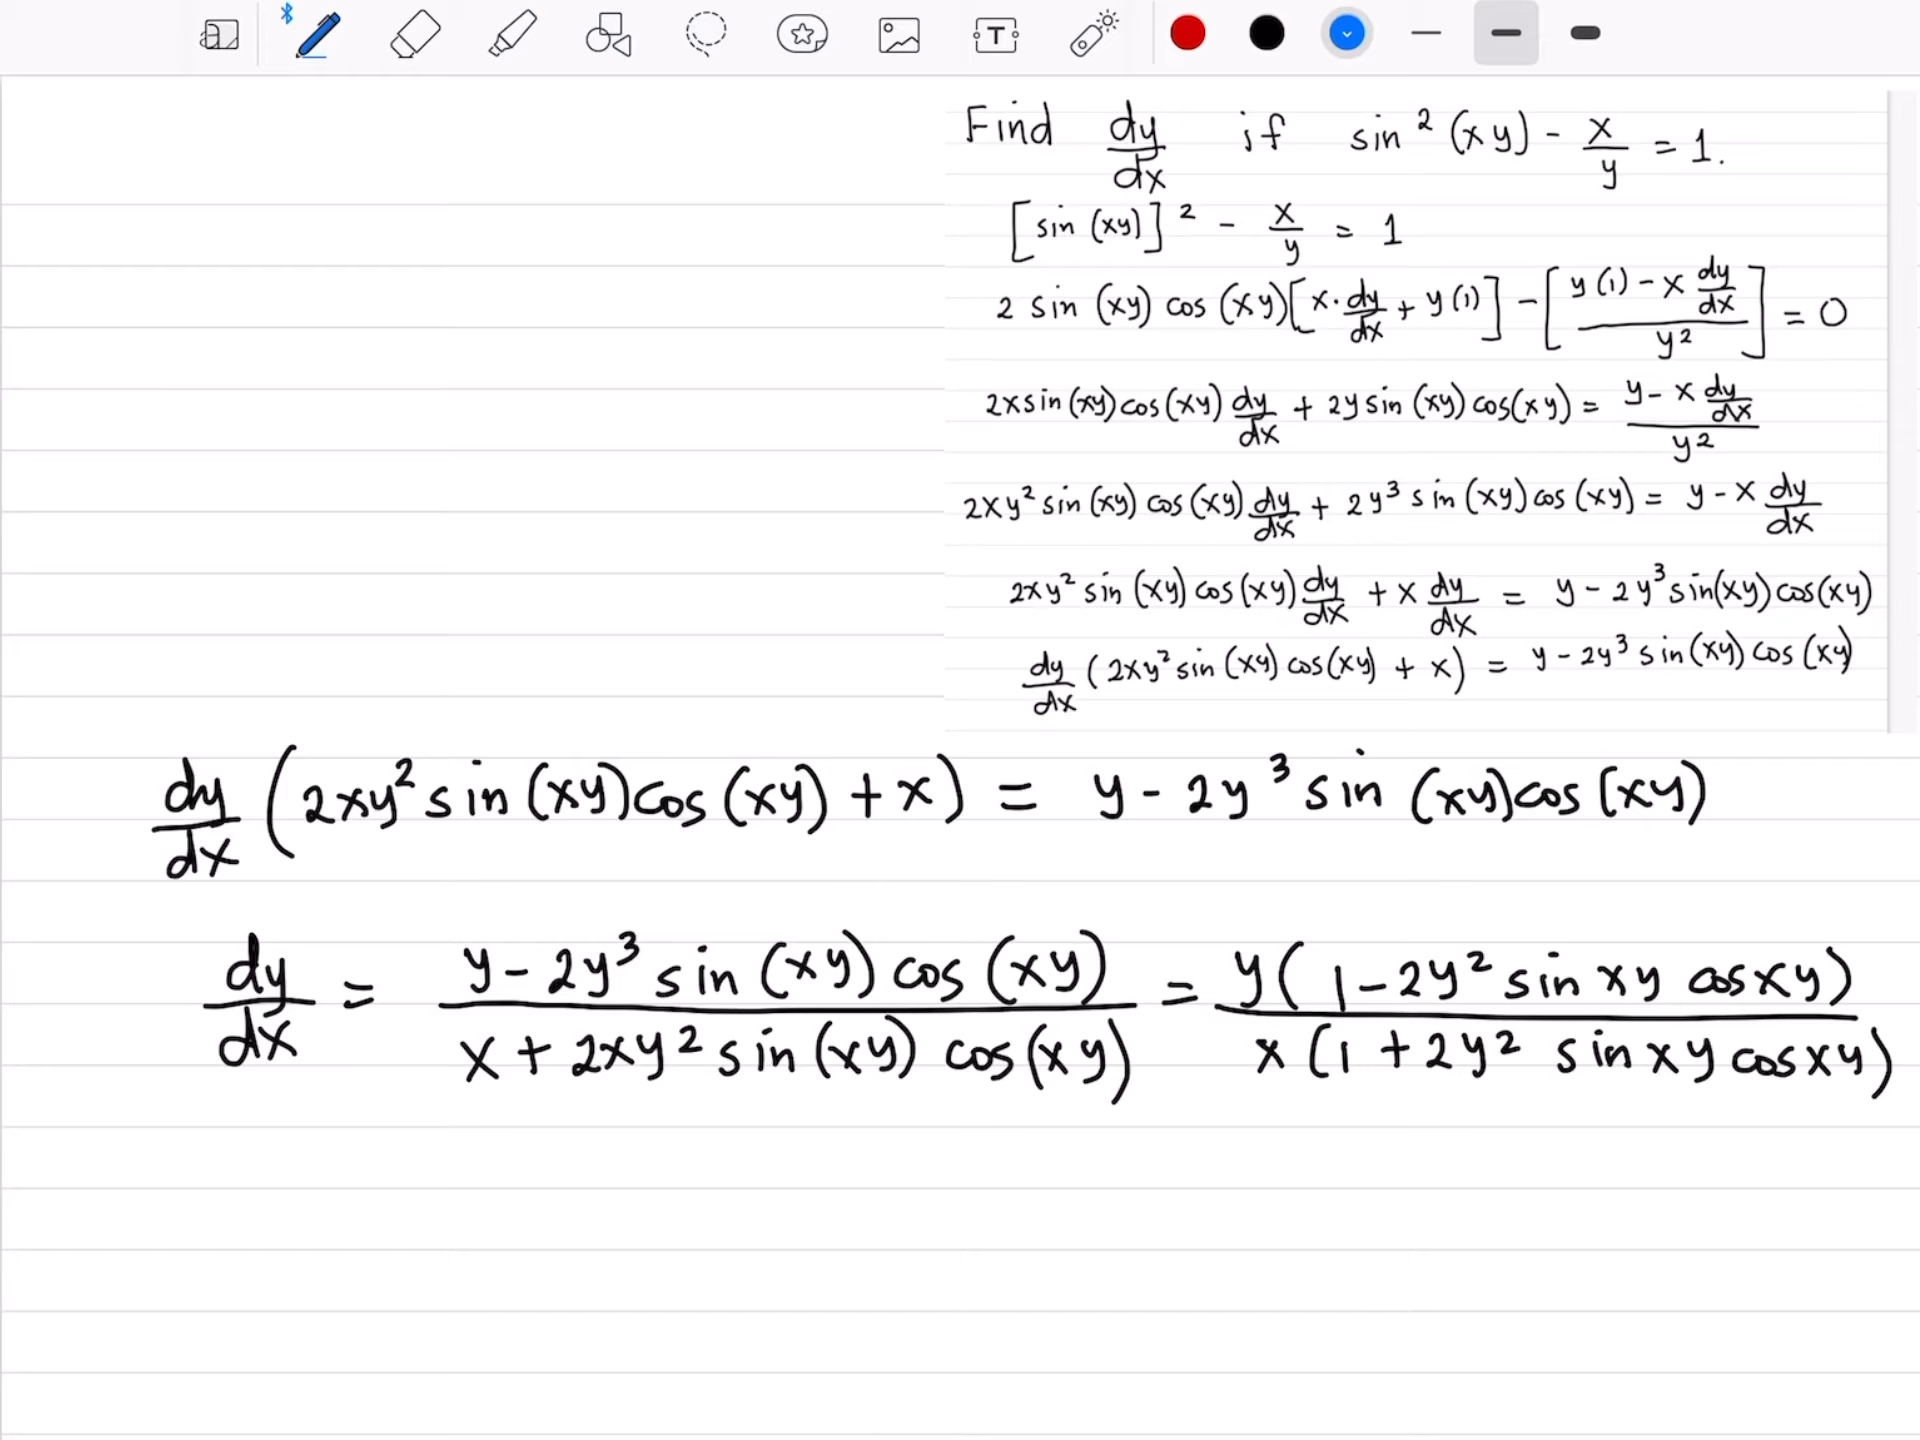 T
Find dy/dx if sin² (xy) - x/y = 1.
[sin (xy)]² - x/y = 1
2 sin (xy) cos (xy)[x·dy/dx + y(1)] - [(y(1) - x dy/dx)/y²] = 0
2x sin (xy) cos (xy) dy/dx + 2y sin (xy) cos(xy) = (y - x dy/dx)/y²
2xy² sin (xy) cos (xy) dy/dx + 2y³ sin (xy) cos (xy) = y - x dy/dx
2xy² sin (xy) cos (xy) dy/dx + x dy/dx = y - 2y³ sin(xy) cos(xy)
dy/dx (2xy² sin (xy) cos(xy) + x) = y - 2y³ sin (xy) cos (xy)
dy/dx (2xy² sin (xy) cos (xy) + x) = y - 2y³ sin (xy) cos (xy)
dy/dx = (y - 2y³ sin (xy) cos (xy))/(x + 2xy² sin (xy) cos (xy)) = y(1 - 2y² sin xy cos xy)/x(1 + 2y² sin xy cos xy)